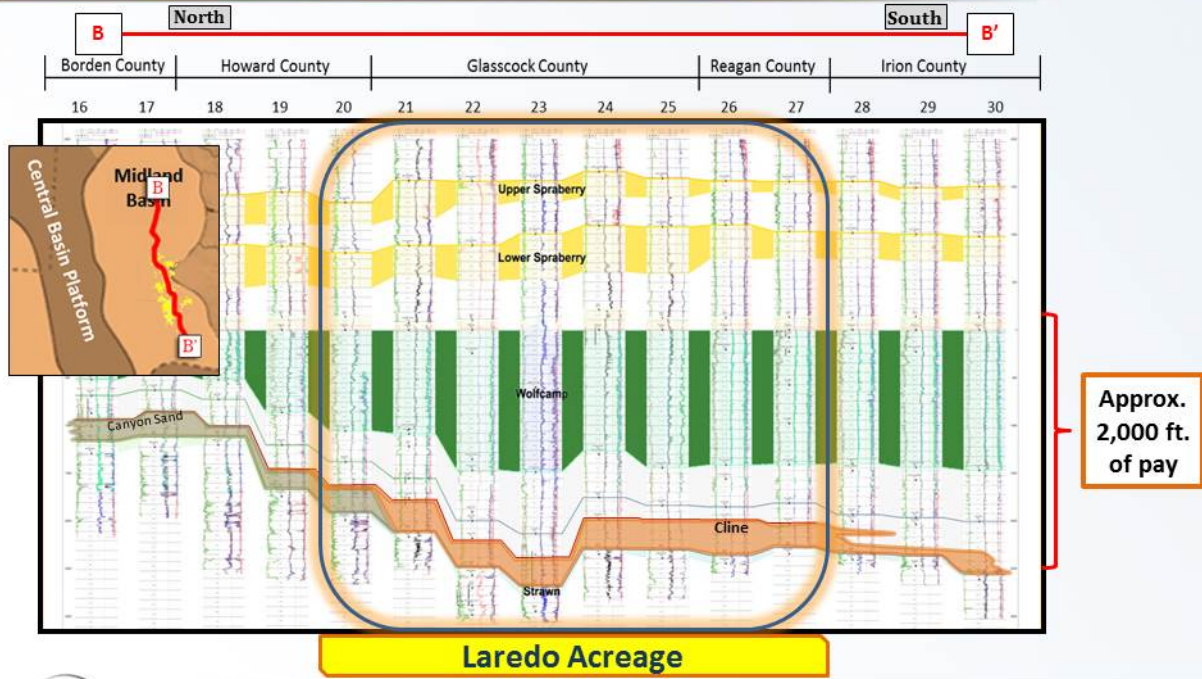 North
South
B
B'
Borden County
Howard County
Glasscock County
Reagan County
Irion County
16 17 18 19 20 21 22 23 24 25 26 27 28 29 30
Central Basin Platform
Midland
Basin
B
B'
Upper Spraberry
Lower Spraberry
Wolfcamp
Canyon Sand
Cline
Strawn
Approx.
2,000 ft.
of pay
Laredo Acreage